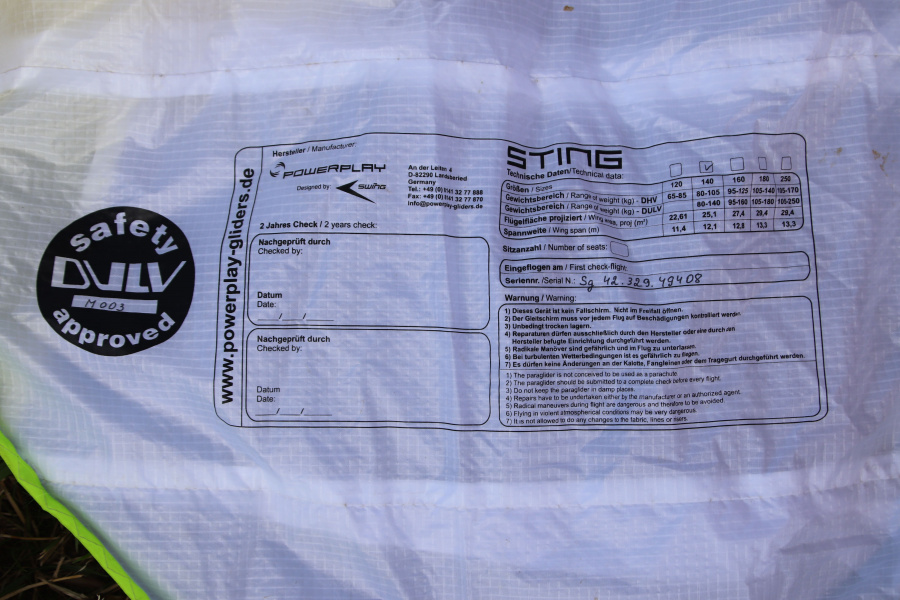 safety
DULV
M003
approved
www.powerplay-gliders.de
Hersteller / Manufacturer:
POWERPLAY
Designed by SWING
An der Leiten 4
D-82290 Landsberied
Germany
Tel.: +49 (0)8141 32 77 888
Fax: +49 (0)8141 32 77 870
info@powerplay-gliders.de
2 Jahres Check / 2 years check:
Nachgeprüft durch
Checked by:
Datum
Date:
__/__/__
Nachgeprüft durch
Checked by:
Datum
Date:
__/__/__
STING
Technische Daten/Technical data:
Größen / Sizes 120 140 160 180 250
Gewichtsbereich / Range of weight (kg) - DHV 65-85 80-105 95-125 105-140 105-170
Gewichtsbereich / Range of weight (kg) - DULV 80-140 95-160 105-180 105-250
Flügelfläche projiziert / Wing area, proj (m²) 22,61 25,1 27,4 29,4 29,4
Spannweite / Wing span (m) 11,4 12,1 12,8 13,3 13,3
Sitzanzahl / Number of seats:
Eingeflogen am / First check-flight:
Seriennr. /Serial N.: Sg 42.329.49408
Warnung / Warning:
1) Dieses Gerät ist kein Fallschirm. Nicht im Freifall öffnen.
2) Der Gleitschirm muss vor jedem Flug auf Beschädigungen kontrolliert werden.
3) Unbedingt trocken lagern.
4) Reparaturen dürfen ausschließlich durch den Hersteller oder eine durch den
Hersteller befugte Einrichtung durchgeführt werden.
5) Radikale Manöver sind gefährlich und im Flug zu unterlassen.
6) Bei turbulenten Wetterbedingungen ist es gefährlich zu fliegen.
7) Es dürfen keine Änderungen an der Kalotte, Fangleinen oder dem Tragegurt durchgeführt werden.
1) The paraglider is not conceived to be used as a parachute.
2) The paraglider should be submitted to a complete check before every flight.
3) Do not keep the paraglider in damp places.
4) Repairs have to be undertaken either by the manufacturer or an authorized agent.
5) Radical maneuvers during flight are dangerous and therefore to be avoided.
6) Flying in violent atmospherical conditions may be very dangerous.
7) It is not allowed to do any changes to the fabric, lines or risers.